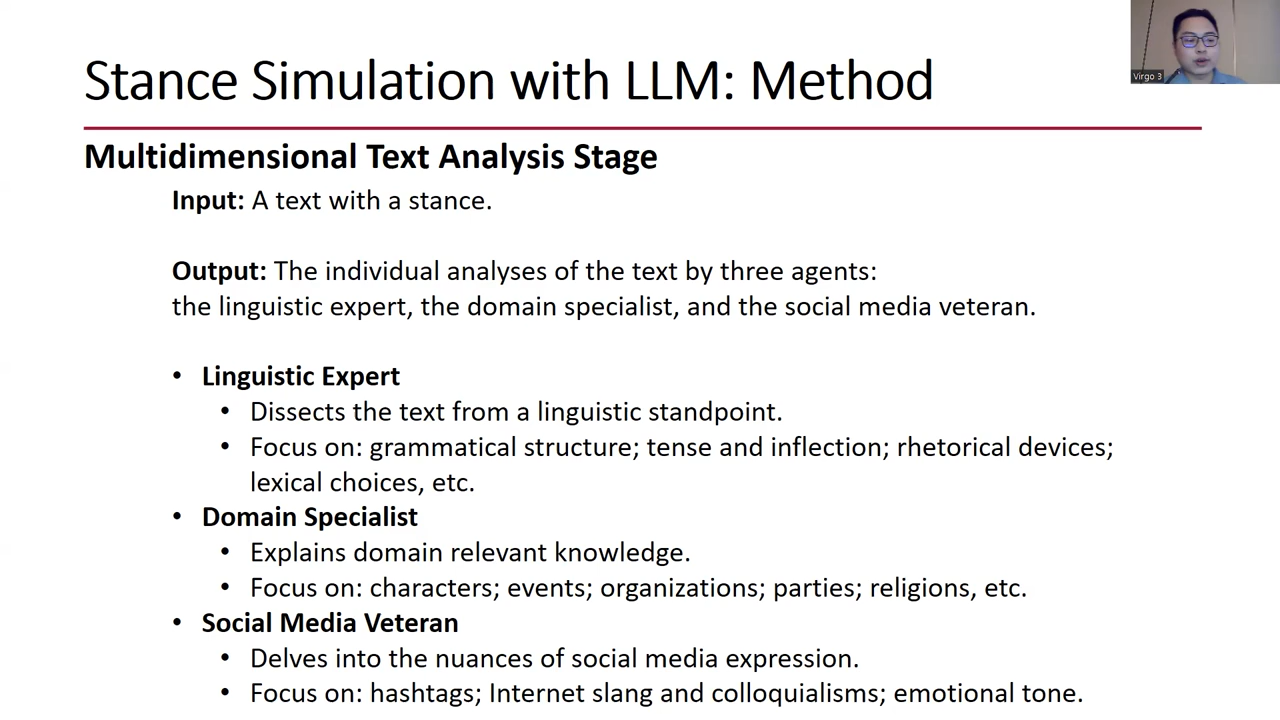 Stance Simulation with LLM: Method
Virgo 3
Multidimensional Text Analysis Stage
Input: A text with a stance.
Output: The individual analyses of the text by three agents:
the linguistic expert, the domain specialist, and the social media veteran.
• Linguistic Expert
• Dissects the text from a linguistic standpoint.
• Focus on: grammatical structure; tense and inflection; rhetorical devices;
lexical choices, etc.
• Domain Specialist
• Explains domain relevant knowledge.
• Focus on: characters; events; organizations; parties; religions, etc.
• Social Media Veteran
• Delves into the nuances of social media expression.
• Focus on: hashtags; Internet slang and colloquialisms; emotional tone.